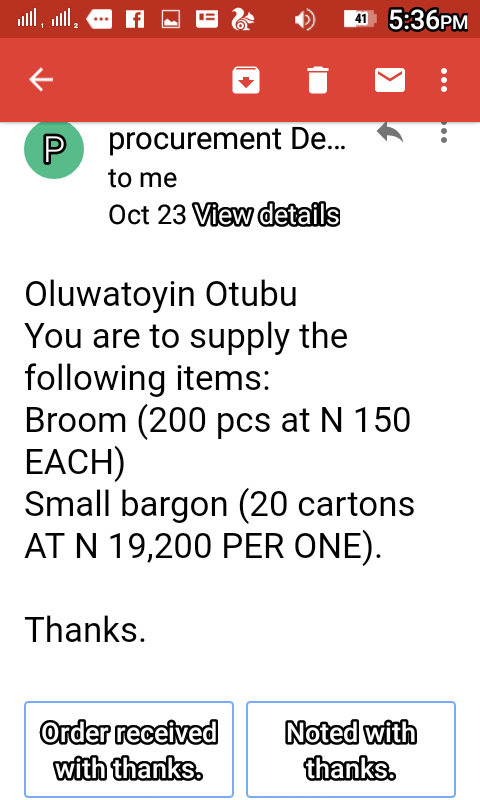 41 5:36PM
P
procurement De...
to me
Oct 23 View details
Oluwatoyin Otubu
You are to supply the
following items:
Broom (200 pcs at N 150
EACH)
Small bargon (20 cartons
AT N 19,200 PER ONE).
Thanks.
Order received
with thanks.
Noted with
thanks.